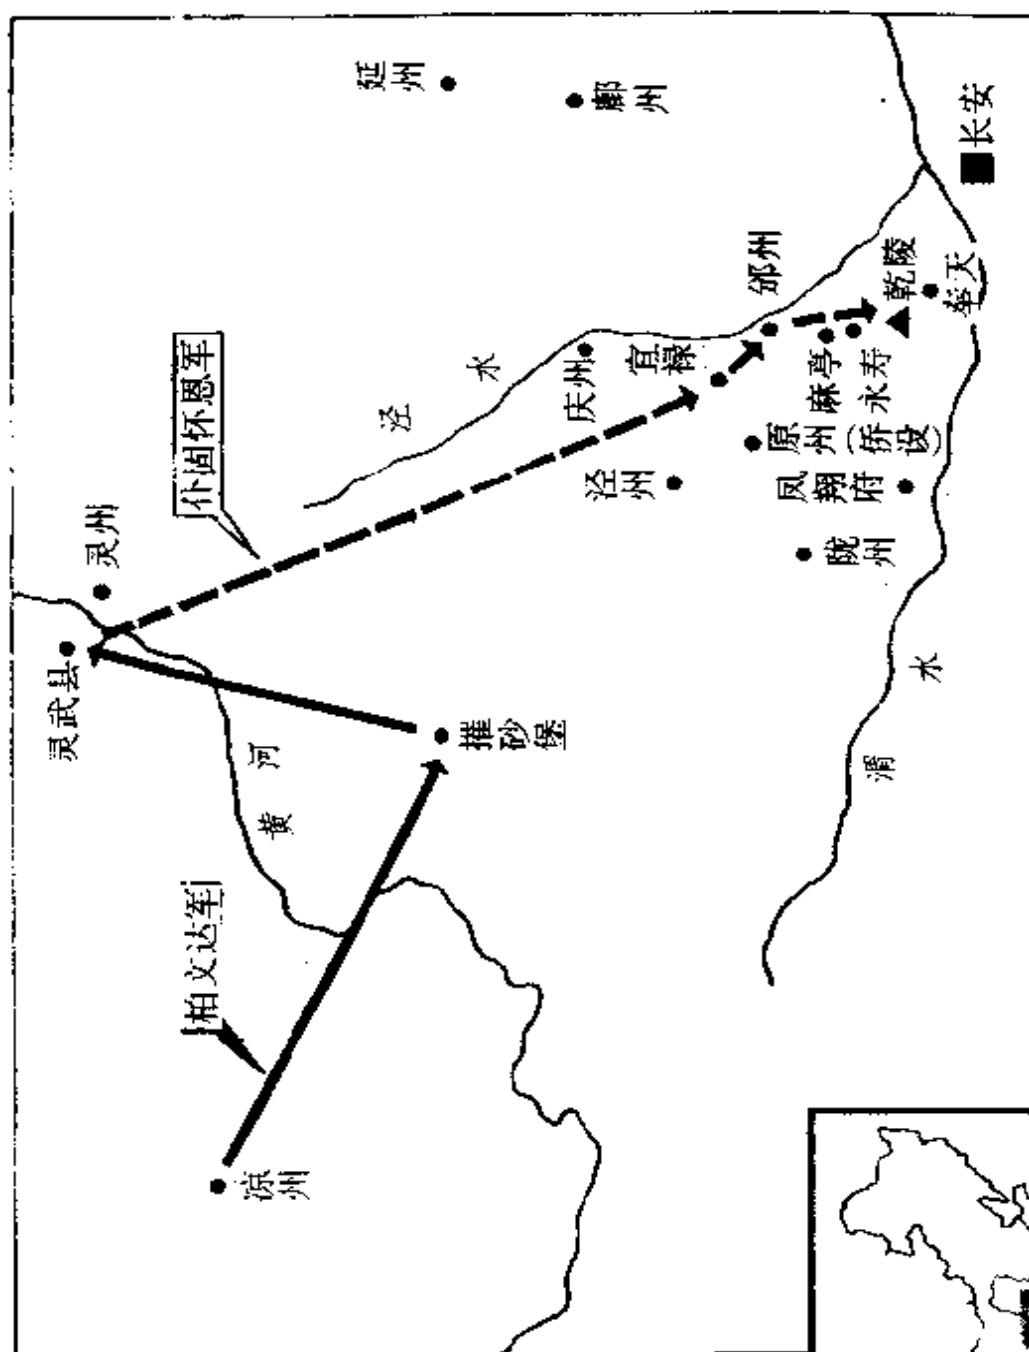 延州
鄜州
长安
邠州
乾陵
奉天
仆固怀恩军
泾水
庆州
宜禄
麻亭
永寿
灵州
泾州
原州(侨设)
凤翔府
陇州
灵武县
摧砂堡
黄河
渭水
柏文达军
凉州